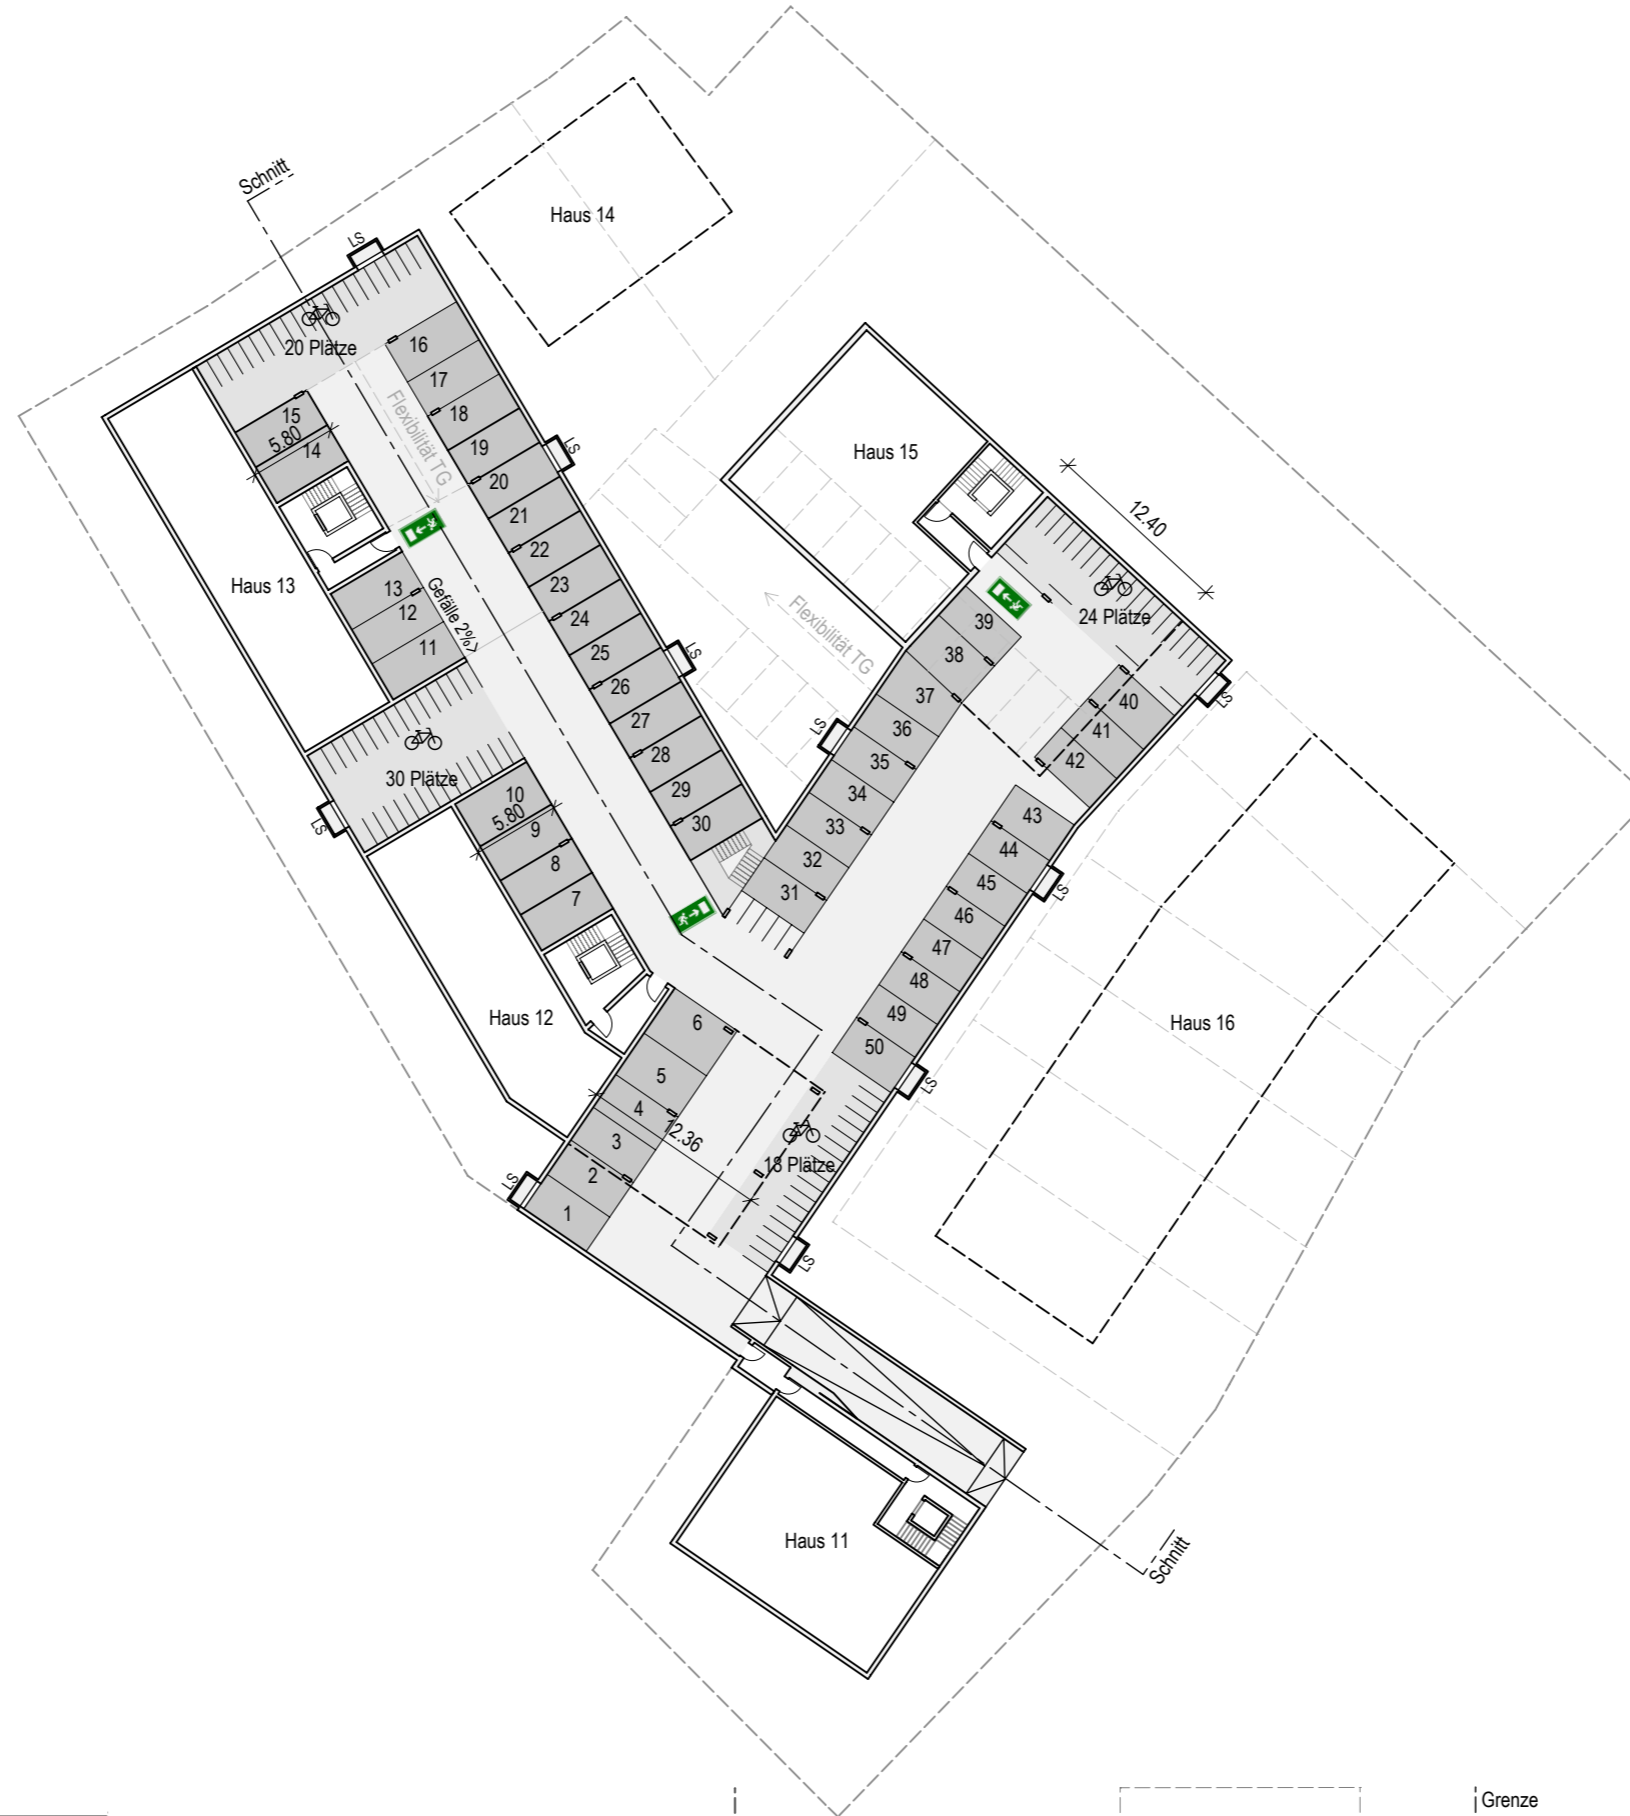 Schnitt
Haus 14
LS
20 Plätze
16
17
18
19
20
21
22
23
24
25
26
27
28
29
30
15
5.80
14
Flexibilität TG
LS
Haus 13
13
12
11
Gefälle 2%>
LS
30 Plätze
LS
10
5.80
9
8
7
Haus 12
Haus 15
12.40
24 Plätze
Flexibilität TG
LS
LS
39
38
37
36
35
34
33
32
31
40
41
42
43
44
45
46
47
48
49
50
LS
LS
Haus 16
6
5
4
3
2
1
12.36
18 Plätze
LS
LS
Haus 11
Schnitt
Grenze